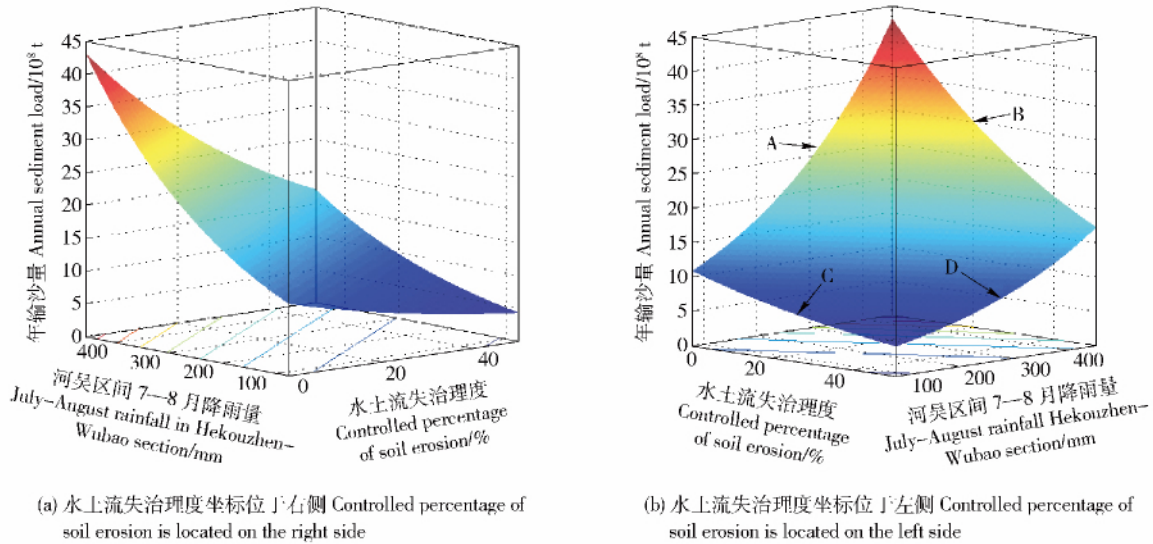 45
40
35
30
25
20
15
10
5
0
年输沙量 Annual sediment load/10⁸ t
400
300
200
100
0
20
40
河吴区间 7—8 月降雨量
July-August rainfall in Hekouzhen-
Wubao section/mm
水土流失治理度
Controlled percentage
of soil erosion/%
(a) 水土流失治理度坐标位于右侧 Controlled percentage of
soil erosion is located on the right side
45
40
35
30
25
20
15
10
5
0
年输沙量 Annual sediment load/10⁸ t
A
B
C
D
0
20
40
100
200
300
400
水土流失治理度
Controlled percentage
of soil erosion/%
河吴区间 7—8 月降雨量
July-August rainfall Hekouzhen-
Wubao section/mm
(b) 水土流失治理度坐标位于左侧 Controlled percentage of
soil erosion is located on the left side